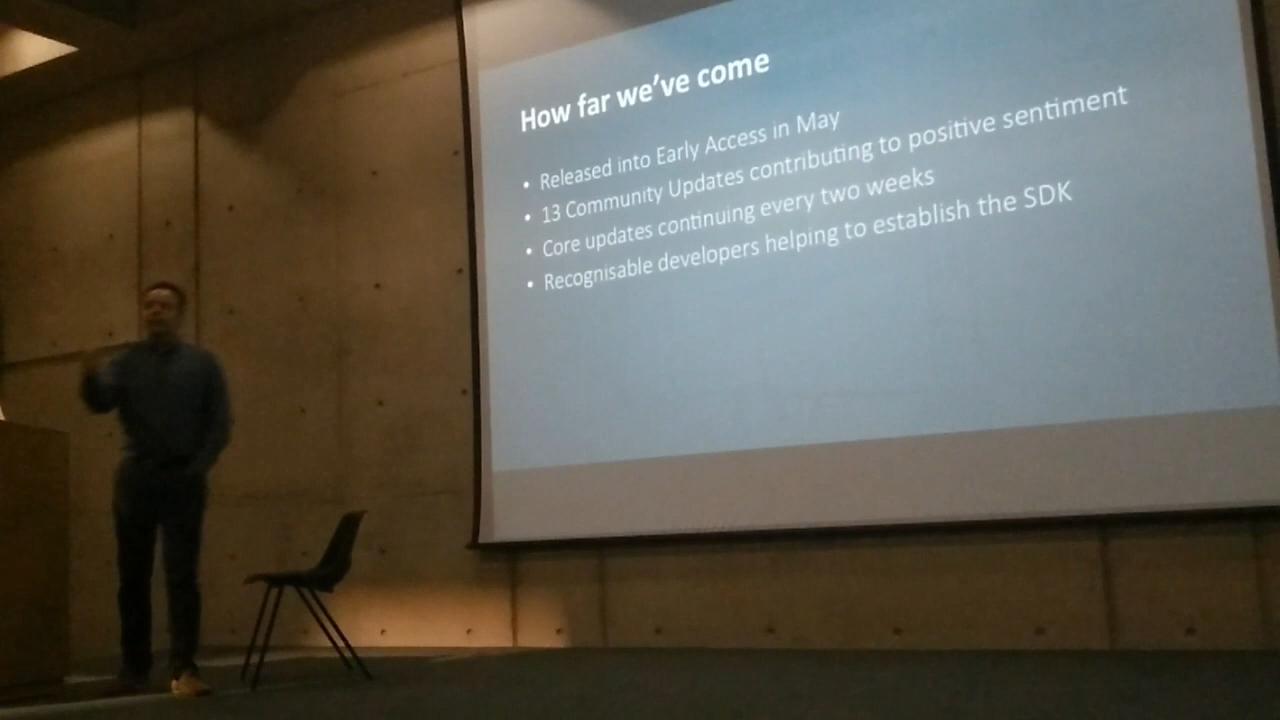 How far we've come
• Released into Early Access in May
• 13 Community Updates contributing to positive sentiment
• Core updates continuing every two weeks
• Recognisable developers helping to establish the SDK